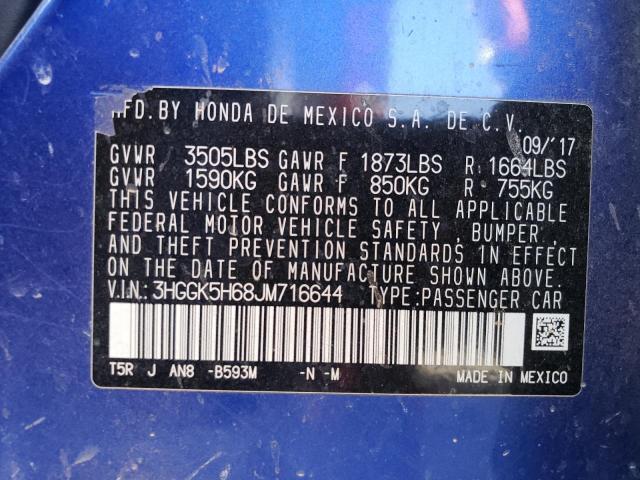 MFD. BY HONDA DE MEXICO S.A. DE C.V.
09/'17
GVWR 3505LBS GAWR F 1873LBS R 1664LBS
GVWR 1590KG GAWR F 850KG R 755KG
THIS VEHICLE CONFORMS TO ALL APPLICABLE
FEDERAL MOTOR VEHICLE SAFETY , BUMPER ,
AND THEFT PREVENTION STANDARDS IN EFFECT
ON THE DATE OF MANUFACTURE SHOWN ABOVE.
V.I.N.: 3HGGK5H68JM716644 TYPE:PASSENGER CAR
T5R J AN8 -B593M -N -M MADE IN MEXICO